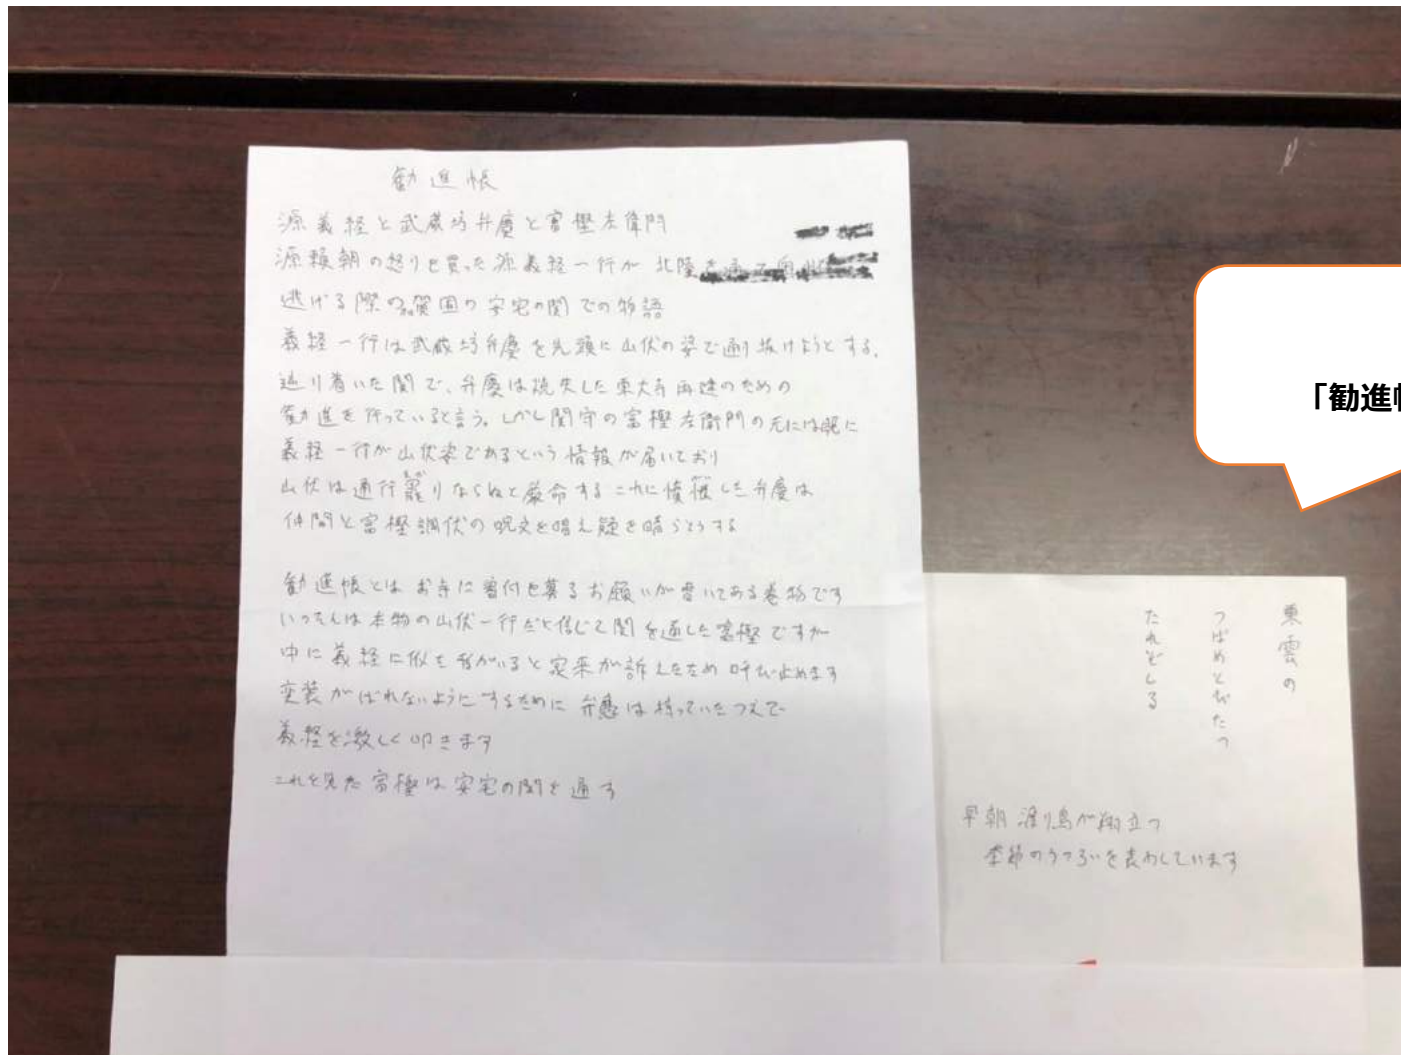 勧進帳
源義経と武蔵坊弁慶と富樫左衛門
源頼朝の怒りを買った源義経一行が 北陸を通って奥州
逃げる際の加賀国の安宅の関での物語
義経一行は武蔵坊弁慶を先頭に山伏の姿で通り抜けようとする。
辿り着いた関で、弁慶は焼失した東大寺再建のための
勧進を行っていると言う。しかし関守の富樫左衛門の元には既に
義経一行が山伏姿であるという情報が届いており
山伏は通行罷りならぬと厳命する これに憤慨した弁慶は
仲間と富樫調伏の呪文を唱え疑を晴らそうする
勧進帳とは お寺に寄付を募るお願いが書いてある巻物です
いったんは本物の山伏一行だと信じて関を通した富樫ですが
中に義経に似た者がいると家来が訴えたため 呼び止めます
変装がばれないようにするために 弁慶は持っていたつえで
義経を激しく叩きます
これを見た富樫は安宅の関を通す
東雲の
つばめとびたつ
たれぞしる
早朝 渡り鳥が翔立つ
季節のうつろいを表わしています
「勧進